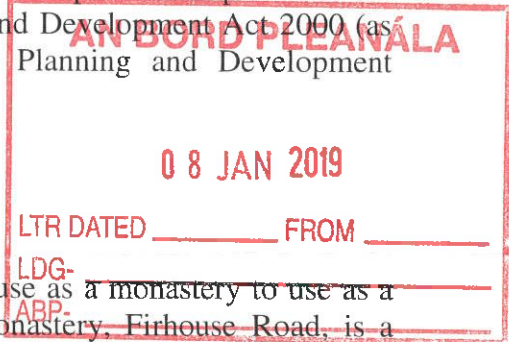 nd Development Act 2000 (as
AN BORD PLEANÁLA
Planning and Development
08 JAN 2019
LTR DATED FROM
LDG-
use as a monastery to use as a
ABP-
onastery, Firhouse Road, is a